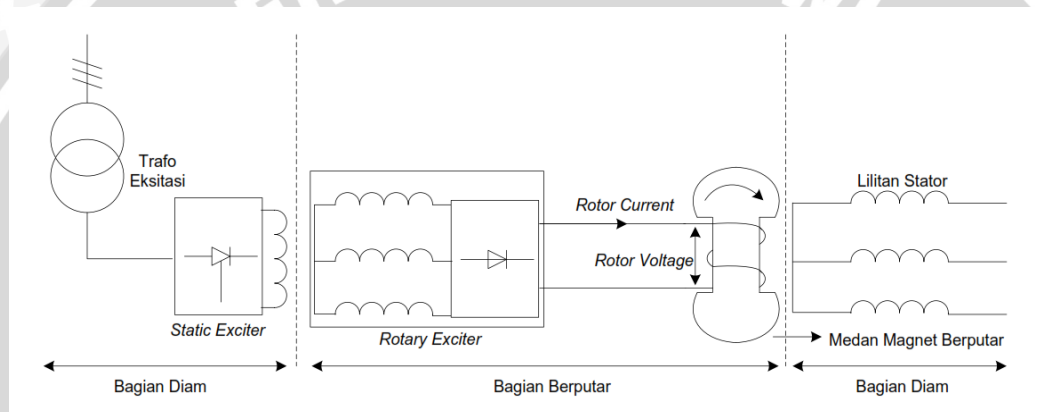 Trafo
Eksitasi
Static Exciter
Rotary Exciter
Rotor Current
Rotor Voltage
Lilitan Stator
Medan Magnet Berputar
Bagian Diam
Bagian Berputar
Bagian Diam